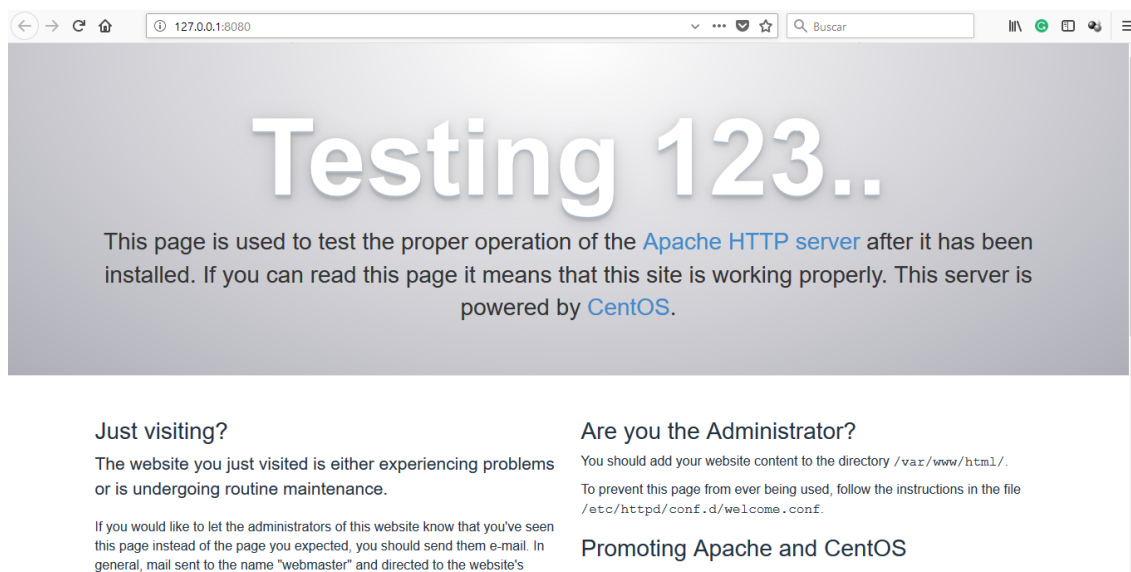 127.0.0.1:8080
Buscar
Testing 123..
This page is used to test the proper operation of the Apache HTTP server after it has been
installed. If you can read this page it means that this site is working properly. This server is
powered by CentOS.
Just visiting?
The website you just visited is either experiencing problems
or is undergoing routine maintenance.
If you would like to let the administrators of this website know that you've seen
this page instead of the page you expected, you should send them e-mail. In
general, mail sent to the name "webmaster" and directed to the website's
Are you the Administrator?
You should add your website content to the directory /var/www/html/.
To prevent this page from ever being used, follow the instructions in the file
/etc/httpd/conf.d/welcome.conf.
Promoting Apache and CentOS